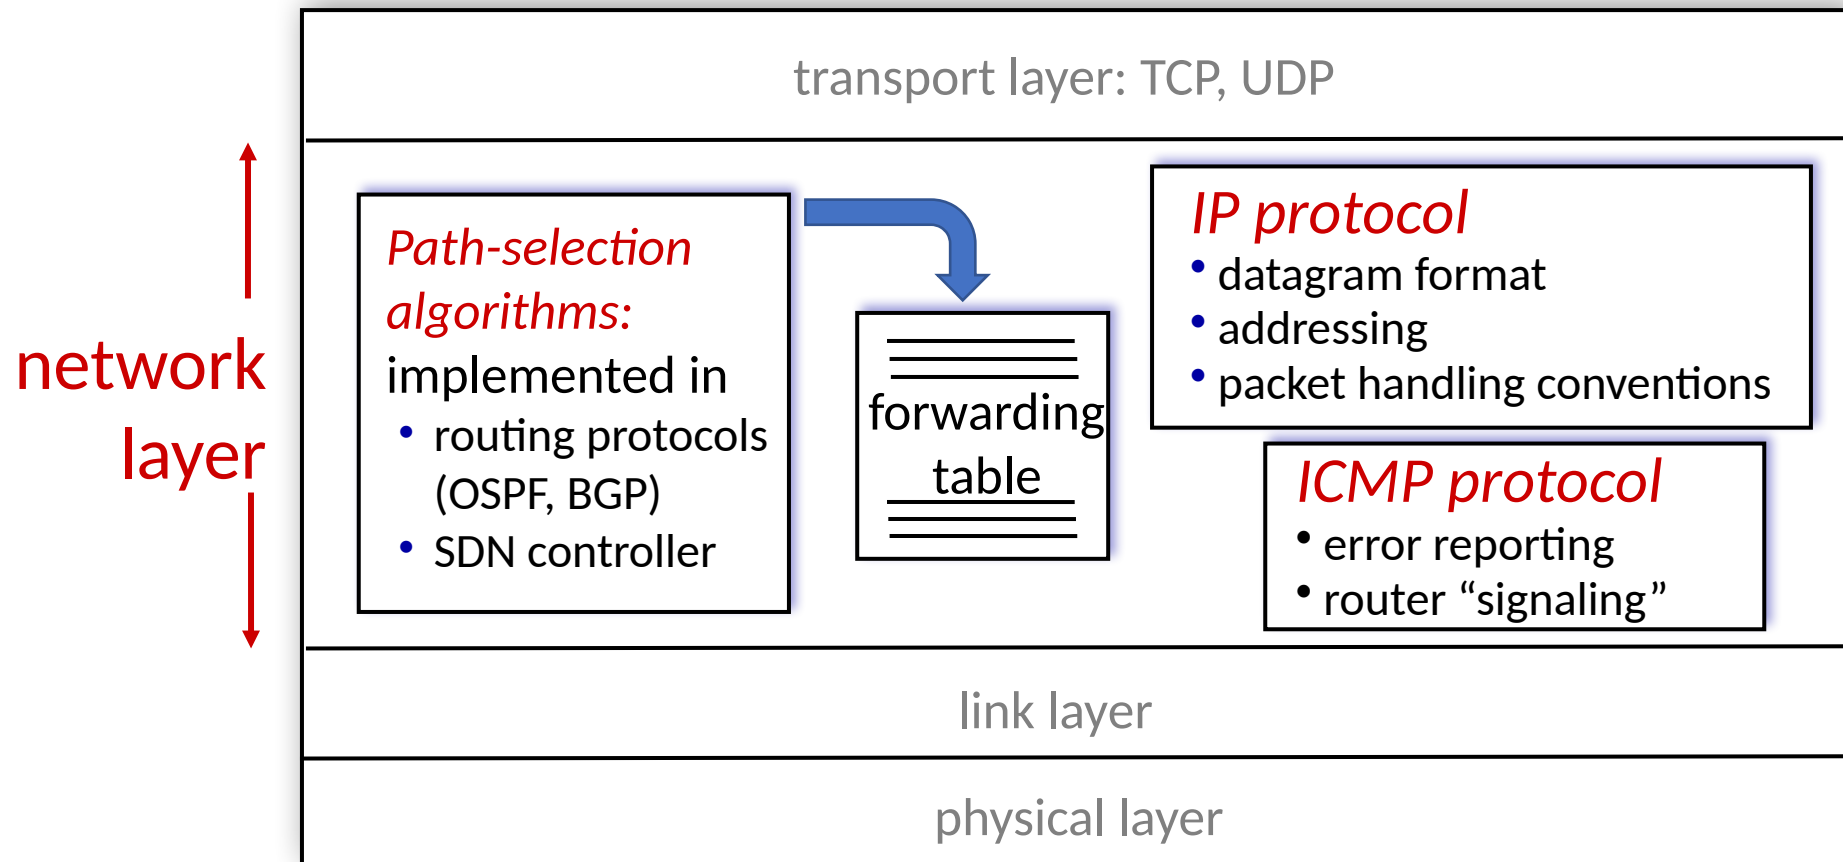 transport layer: TCP, UDP
network
layer
Path-selection
algorithms:
implemented in
• routing protocols
(OSPF, BGP)
• SDN controller
forwarding
table
IP protocol
• datagram format
• addressing
• packet handling conventions
ICMP protocol
• error reporting
• router “signaling”
link layer
physical layer